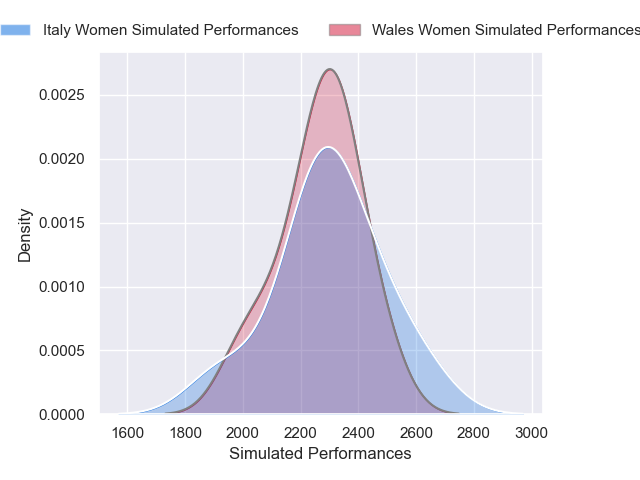 Italy Women Simulated Performances Wales Women Simulated Performances
0.0025
0.0020
0.0015
0.0010
0.0005
0.0000
Density
1600 1800 2000 2200 2400 2600 2800 3000
Simulated Performances